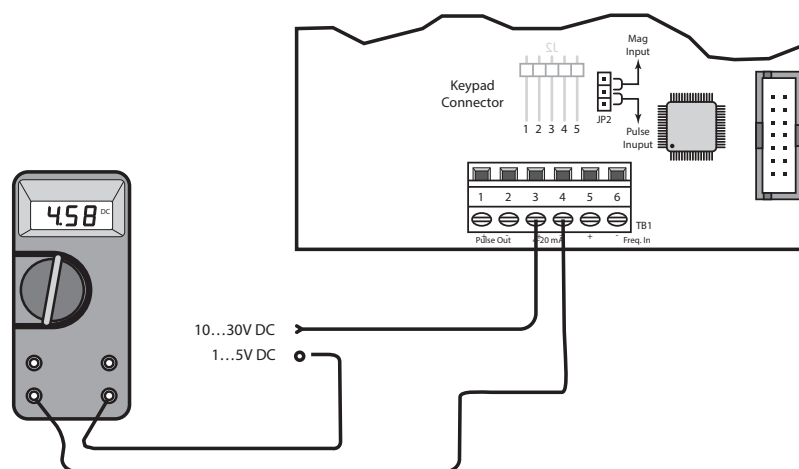 J2
Mag
Input
Keypad
Connector
1 2 3 4 5
JP2
Pulse
Inuput
1 2 3 4 5 6
TB1
+ - + - + -
Pulse Out 4-20 mA Freq. In
4.58 DC
10…30V DC
1…5V DC